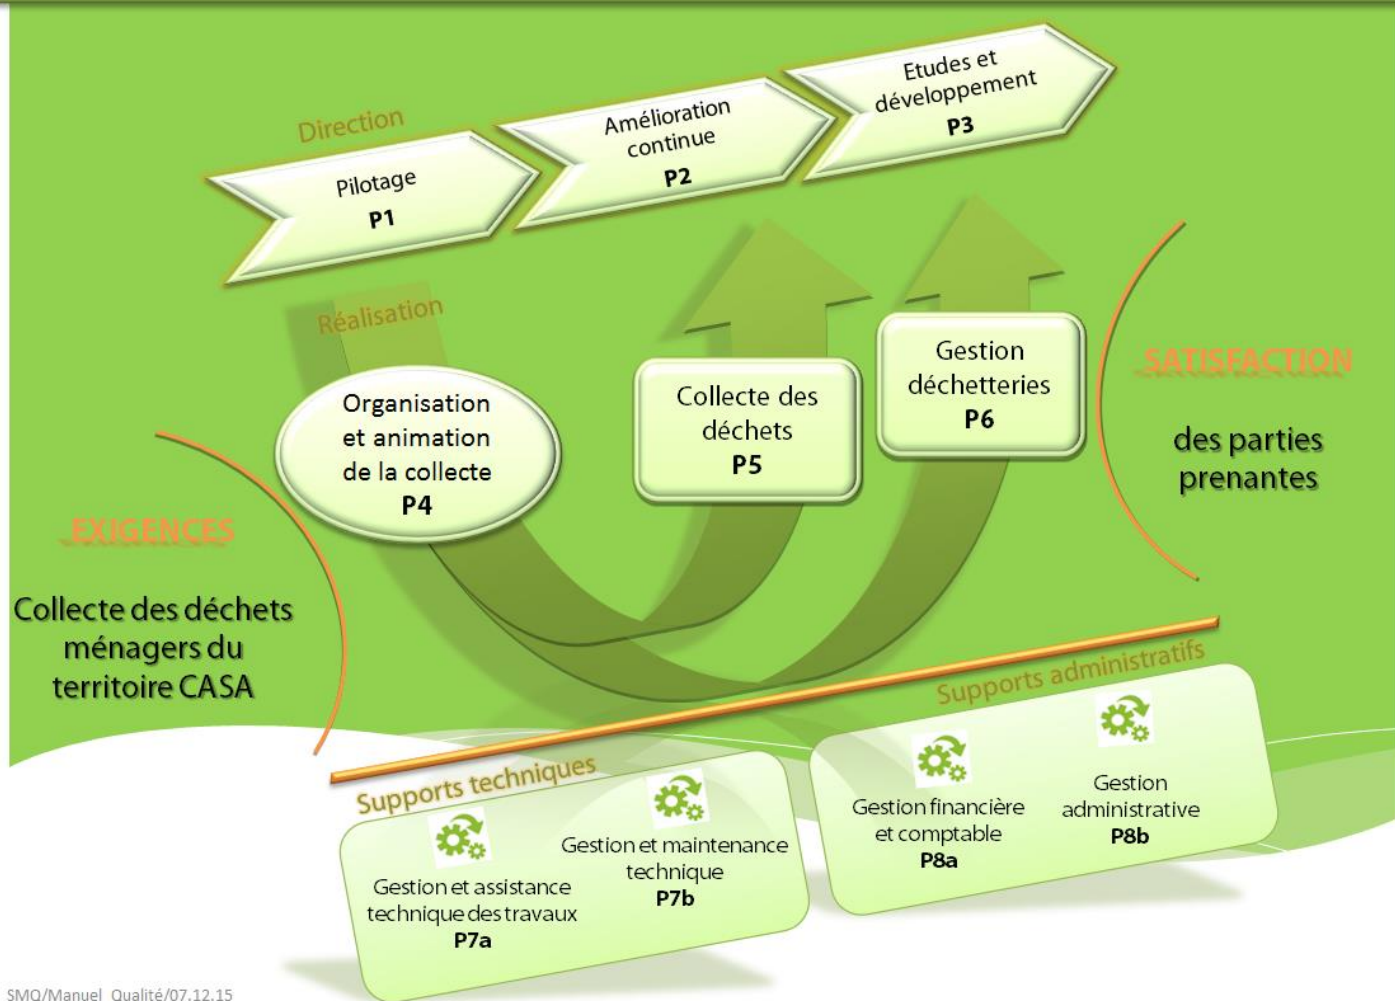 Direction
Pilotage
P1
Amélioration
continue
P2
Etudes et
développement
P3
Réalisation
Organisation
et animation
de la collecte
P4
Collecte des
déchets
P5
Gestion
déchetteries
P6
EXIGENCES
Collecte des déchets
ménagers du
territoire CASA
SATISFACTION
des parties
prenantes
Supports techniques
Gestion et assistance
technique des travaux
P7a
Gestion et maintenance
technique
P7b
Supports administratifs
Gestion financière
et comptable
P8a
Gestion
administrative
P8b
SMQ/Manuel Qualité/07.12.15